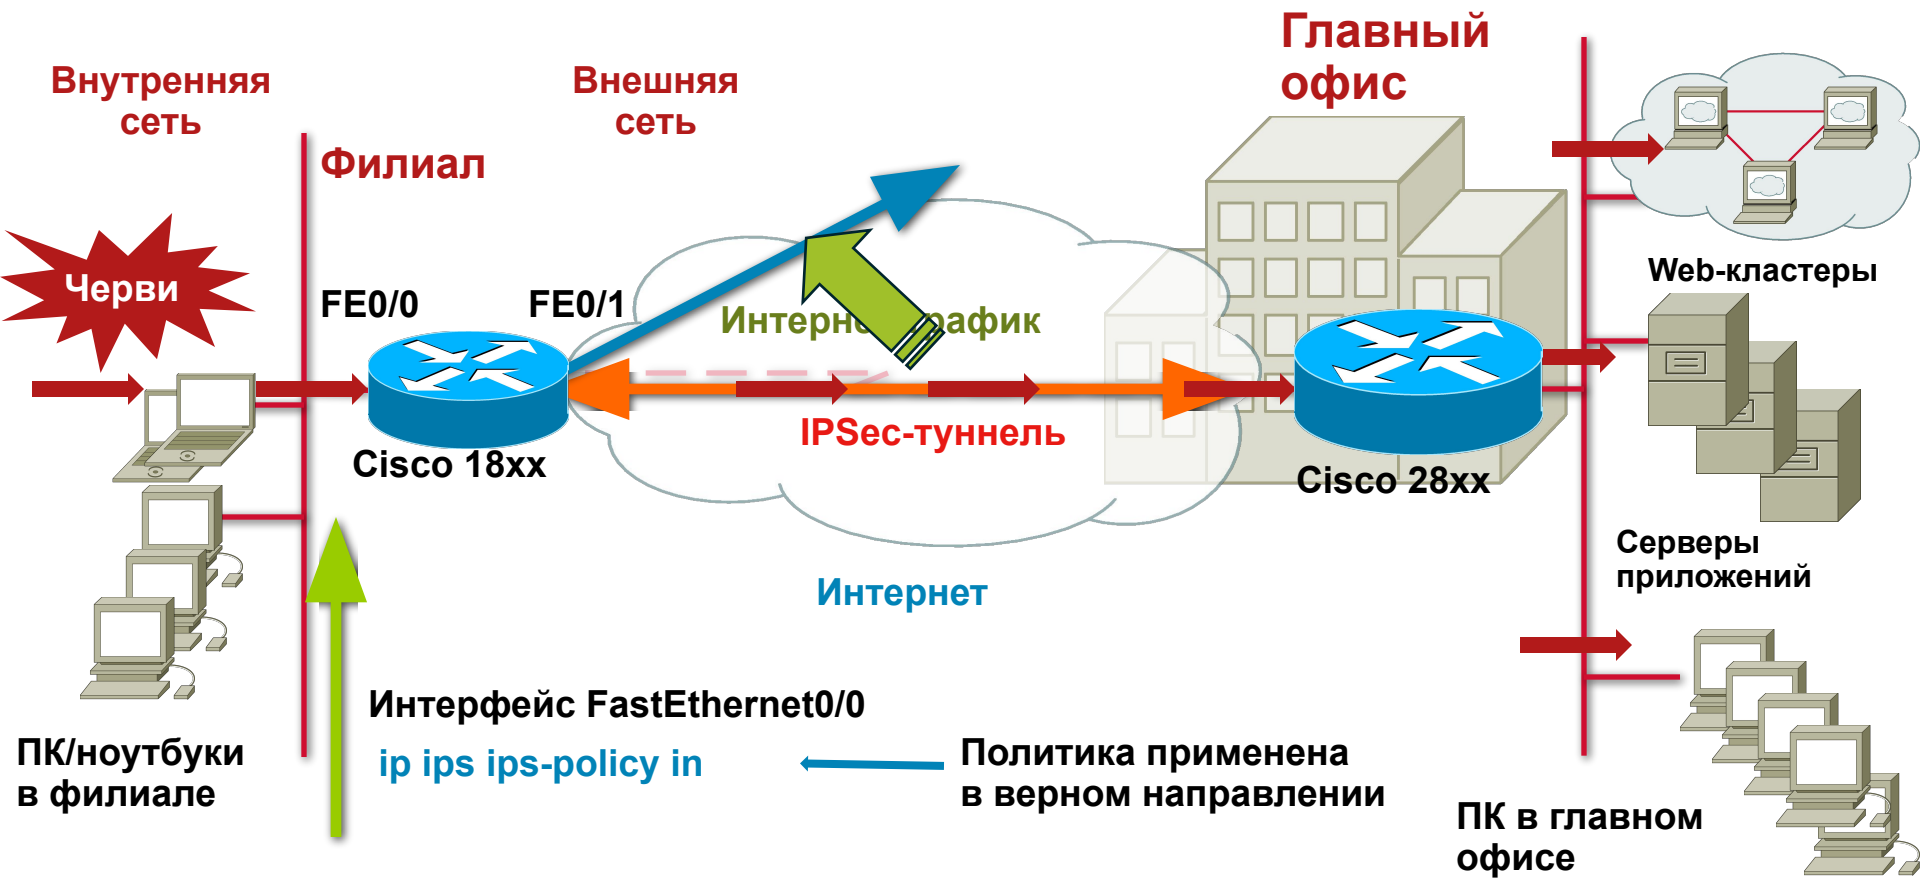 Главный
офис
Внутренняя
сеть
Внешняя
сеть
Филиал
Черви
FE0/0
FE0/1
Web-кластеры
IPSec-туннель
Cisco 18xx
Cisco 28xx
Серверы
приложений
Интернет
Интерфейс FastEthernet0/0
ip ips ips-policy in
Политика применена
в верном направлении
ПК/ноутбуки
в филиале
ПК в главном
офисе